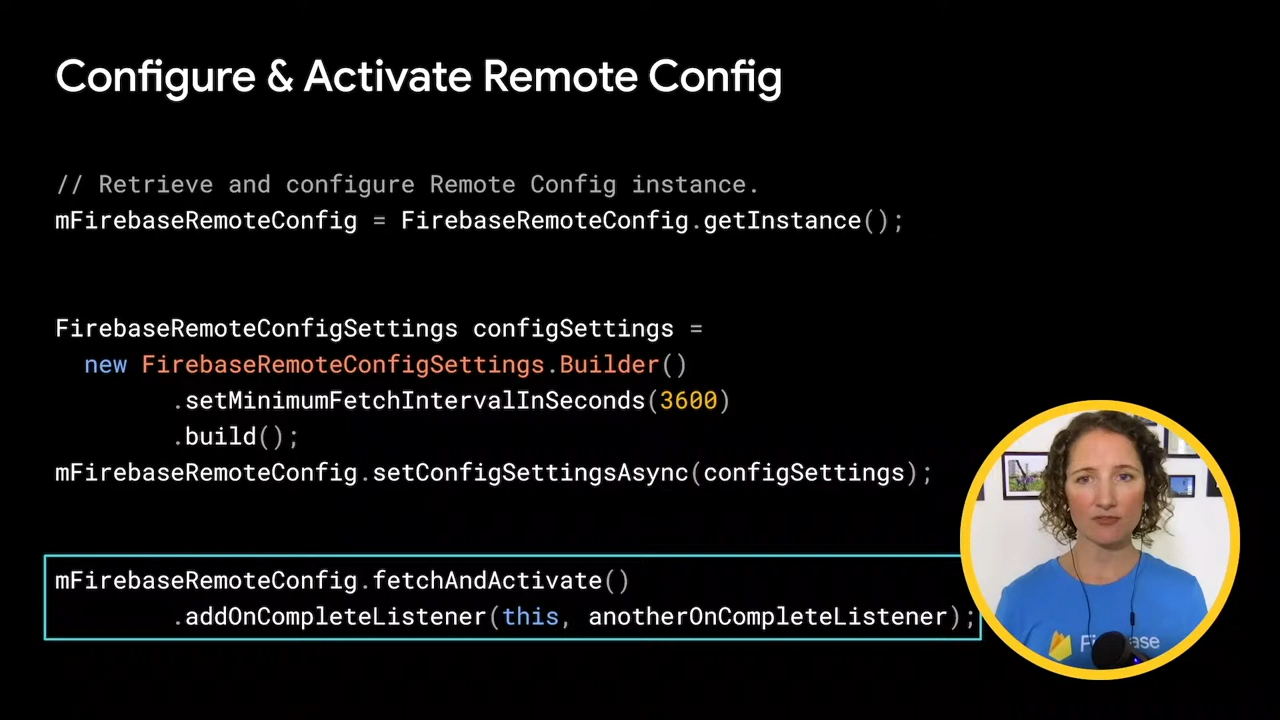 Configure & Activate Remote Config
// Retrieve and configure Remote Config instance.
mFirebaseRemoteConfig = FirebaseRemoteConfig.getInstance();
FirebaseRemoteConfigSettings configSettings =
new FirebaseRemoteConfigSettings.Builder()
.setMinimumFetchIntervalInSeconds(3600)
.build();
mFirebaseRemoteConfig.setConfigSettingsAsync(configSettings);
mFirebaseRemoteConfig.fetchAndActivate()
.addOnCompleteListener(this, anotherOnCompleteListener);